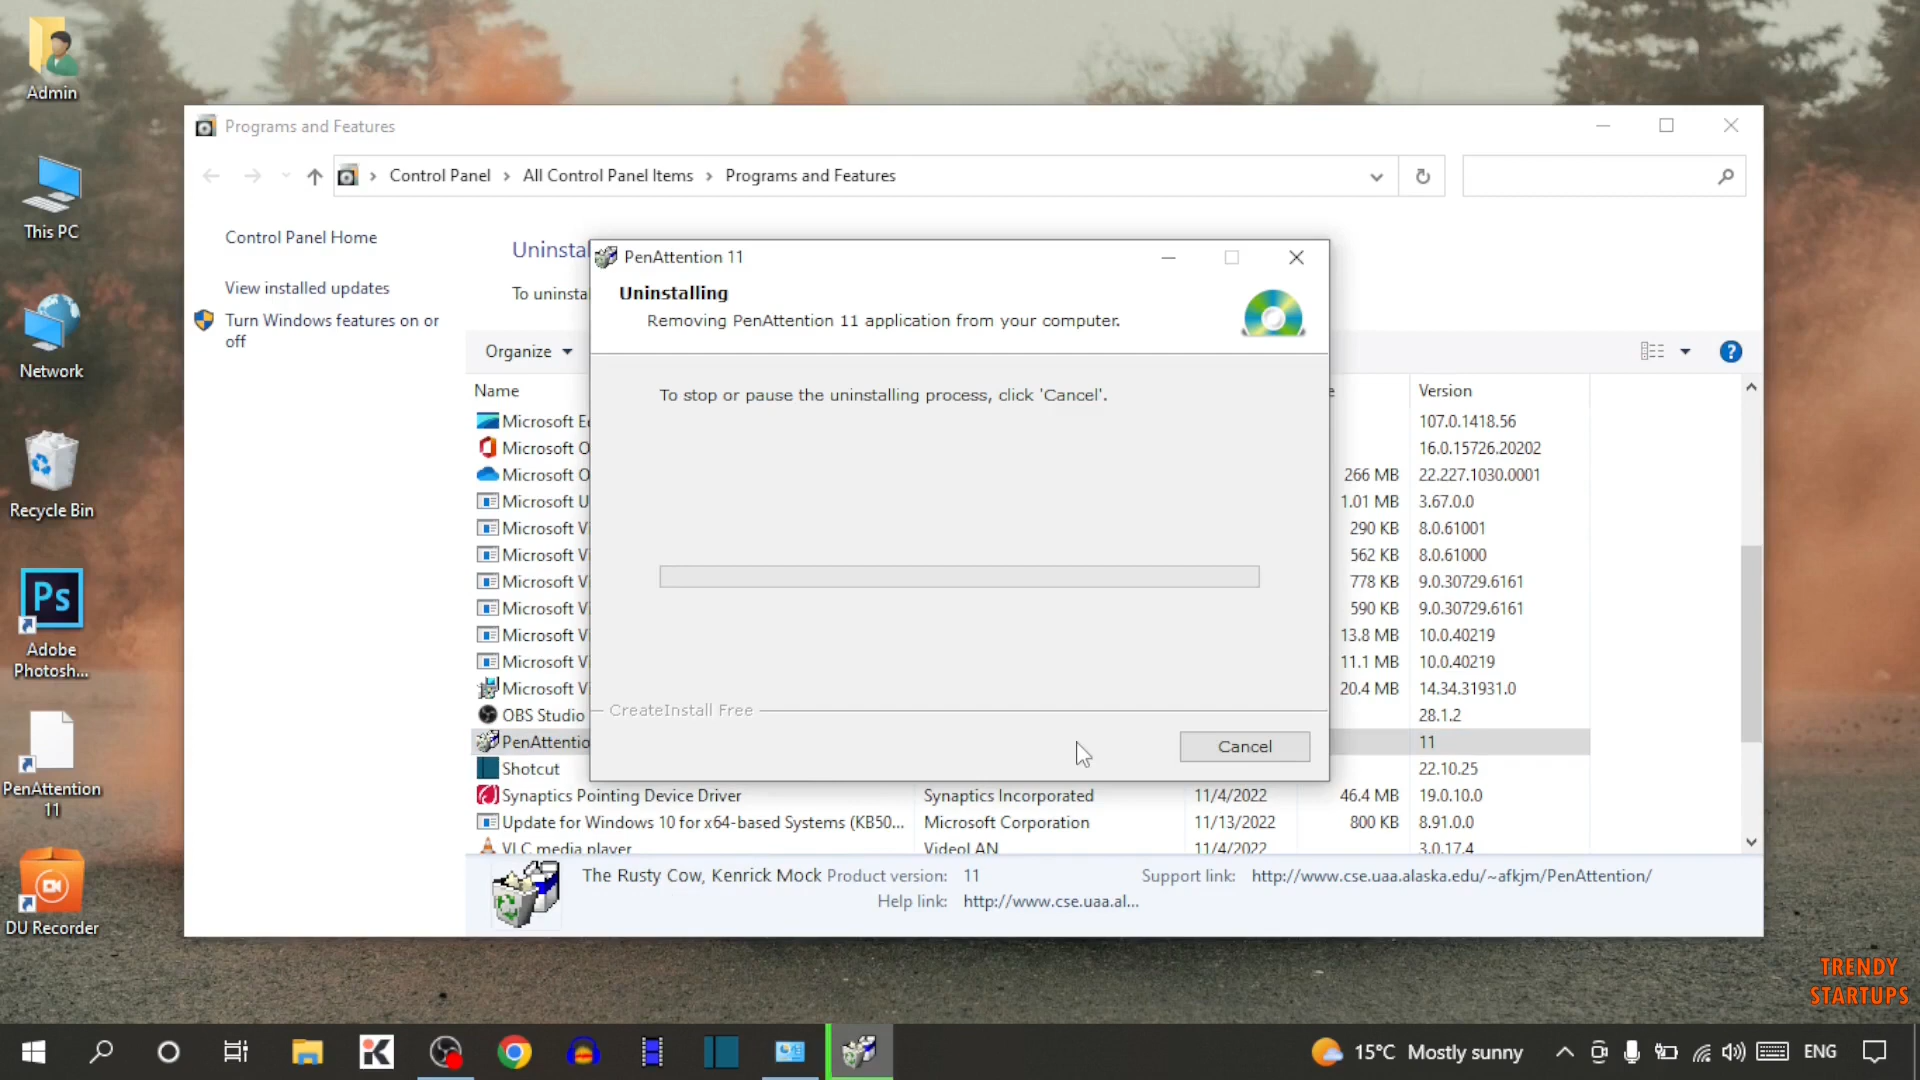 Admin
This PC
Network
Recycle Bin
Ps
Adobe
Photosh...
PenAttention
11
DU Recorder
Programs and Features
Control Panel
All Control Panel Items
Programs and Features
Control Panel Home
View installed updates
Turn Windows features on or
off
Uninstal
To uninstal
Organize
PenAttention 11
Uninstalling
Removing PenAttention 11 application from your computer.
To stop or pause the uninstalling process, click 'Cancel'.
CreateInstall Free
Cancel
Name
e
Version
Microsoft E
107.0.1418.56
Microsoft O
16.0.15726.20202
Microsoft O
266 MB
22.227.1030.0001
Microsoft U
1.01 MB
3.67.0.0
Microsoft Vi
290 KB
8.0.61001
Microsoft Vi
562 KB
8.0.61000
Microsoft Vi
778 KB
9.0.30729.6161
Microsoft Vi
590 KB
9.0.30729.6161
Microsoft Vi
13.8 MB
10.0.40219
Microsoft Vi
11.1 MB
10.0.40219
Microsoft Vi
20.4 MB
14.34.31931.0
OBS Studio
28.1.2
PenAttentio
11
Shotcut
22.10.25
Synaptics Pointing Device Driver
Synaptics Incorporated
11/4/2022
46.4 MB
19.0.10.0
Update for Windows 10 for x64-based Systems (KB50...
Microsoft Corporation
11/13/2022
800 KB
8.91.0.0
VLC media player
VideoLAN
11/4/2022
3.0.17.4
The Rusty Cow, Kenrick Mock
Product version: 11
Support link: http://www.cse.uaa.alaska.edu/~afkjm/PenAttention/
Help link: http://www.cse.uaa.al...
TRENDY
STARTUPS
15°C Mostly sunny
ENG